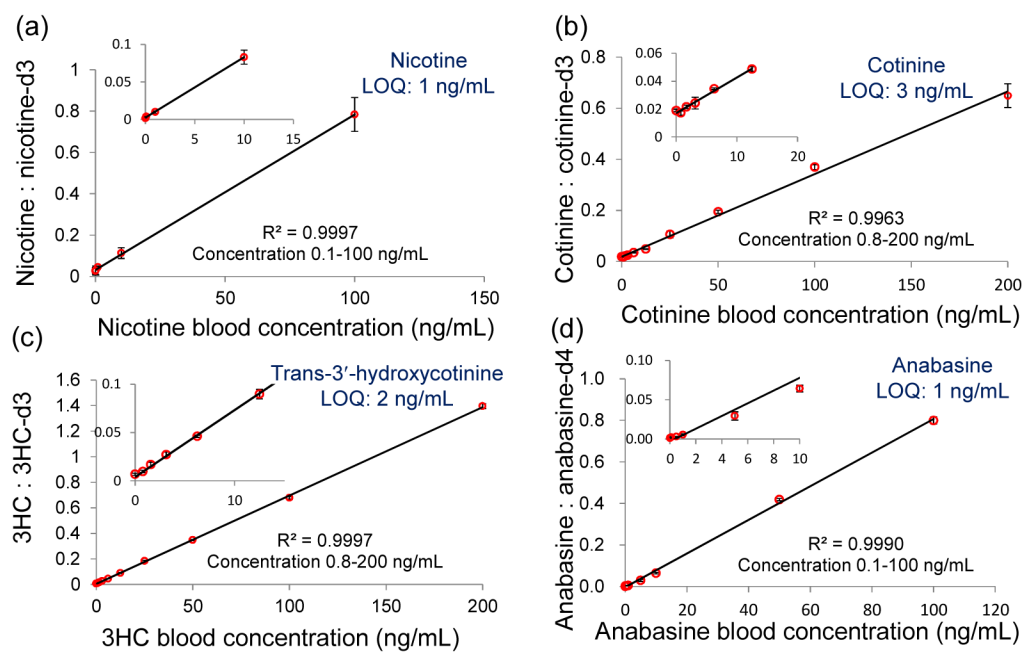 (a)
Nicotine
LOQ: 1 ng/mL
Nicotine : nicotine-d3
1
0.8
0.6
0.4
0.2
0
0.1
0.05
0
0 5 10 15
R² = 0.9997
Concentration 0.1-100 ng/mL
0 50 100 150
Nicotine blood concentration (ng/mL)
(b)
Cotinine
LOQ: 3 ng/mL
Cotinine : cotinine-d3
0.8
0.6
0.4
0.2
0
0.06
0.04
0.02
0
0 10 20
R² = 0.9963
Concentration 0.8-200 ng/mL
0 50 100 150 200
Cotinine blood concentration (ng/mL)
(c)
Trans-3′-hydroxycotinine
LOQ: 2 ng/mL
3HC : 3HC-d3
1.6
1.4
1.2
1.0
0.8
0.6
0.4
0.2
0
0.1
0.05
0
0 10
R² = 0.9997
Concentration 0.8-200 ng/mL
0 50 100 150 200
3HC blood concentration (ng/mL)
(d)
Anabasine
LOQ: 1 ng/mL
Anabasine : anabasine-d4
1.0
0.8
0.6
0.4
0.2
0.0
0.10
0.05
0.00
0 2 4 6 8 10
R² = 0.9990
Concentration 0.1-100 ng/mL
0 20 40 60 80 100 120
Anabasine blood concentration (ng/mL)